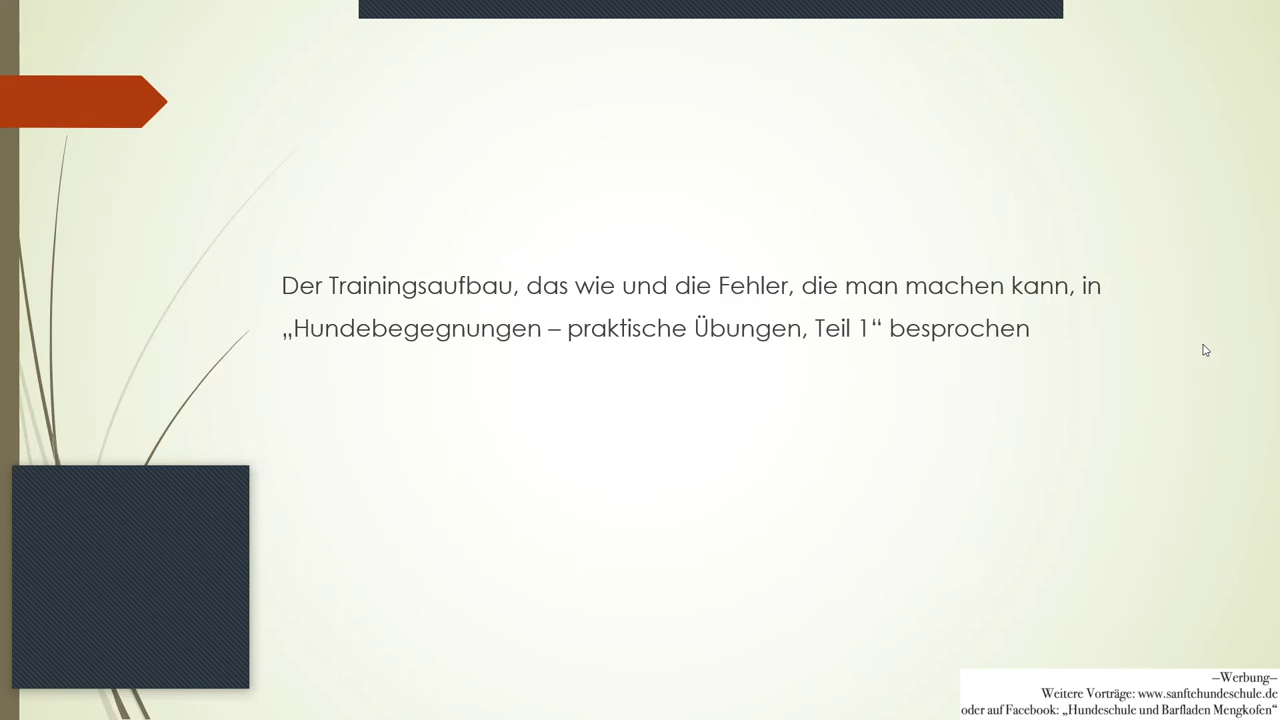 Der Trainingsaufbau, das wie und die Fehler, die man machen kann, in
„Hundebegegnungen – praktische Übungen, Teil 1“ besprochen
—Werbung—
Weitere Vorträge: www.sanftehundeschule.de
oder auf Facebook: „Hundeschule und Barfladen Mengkofen“